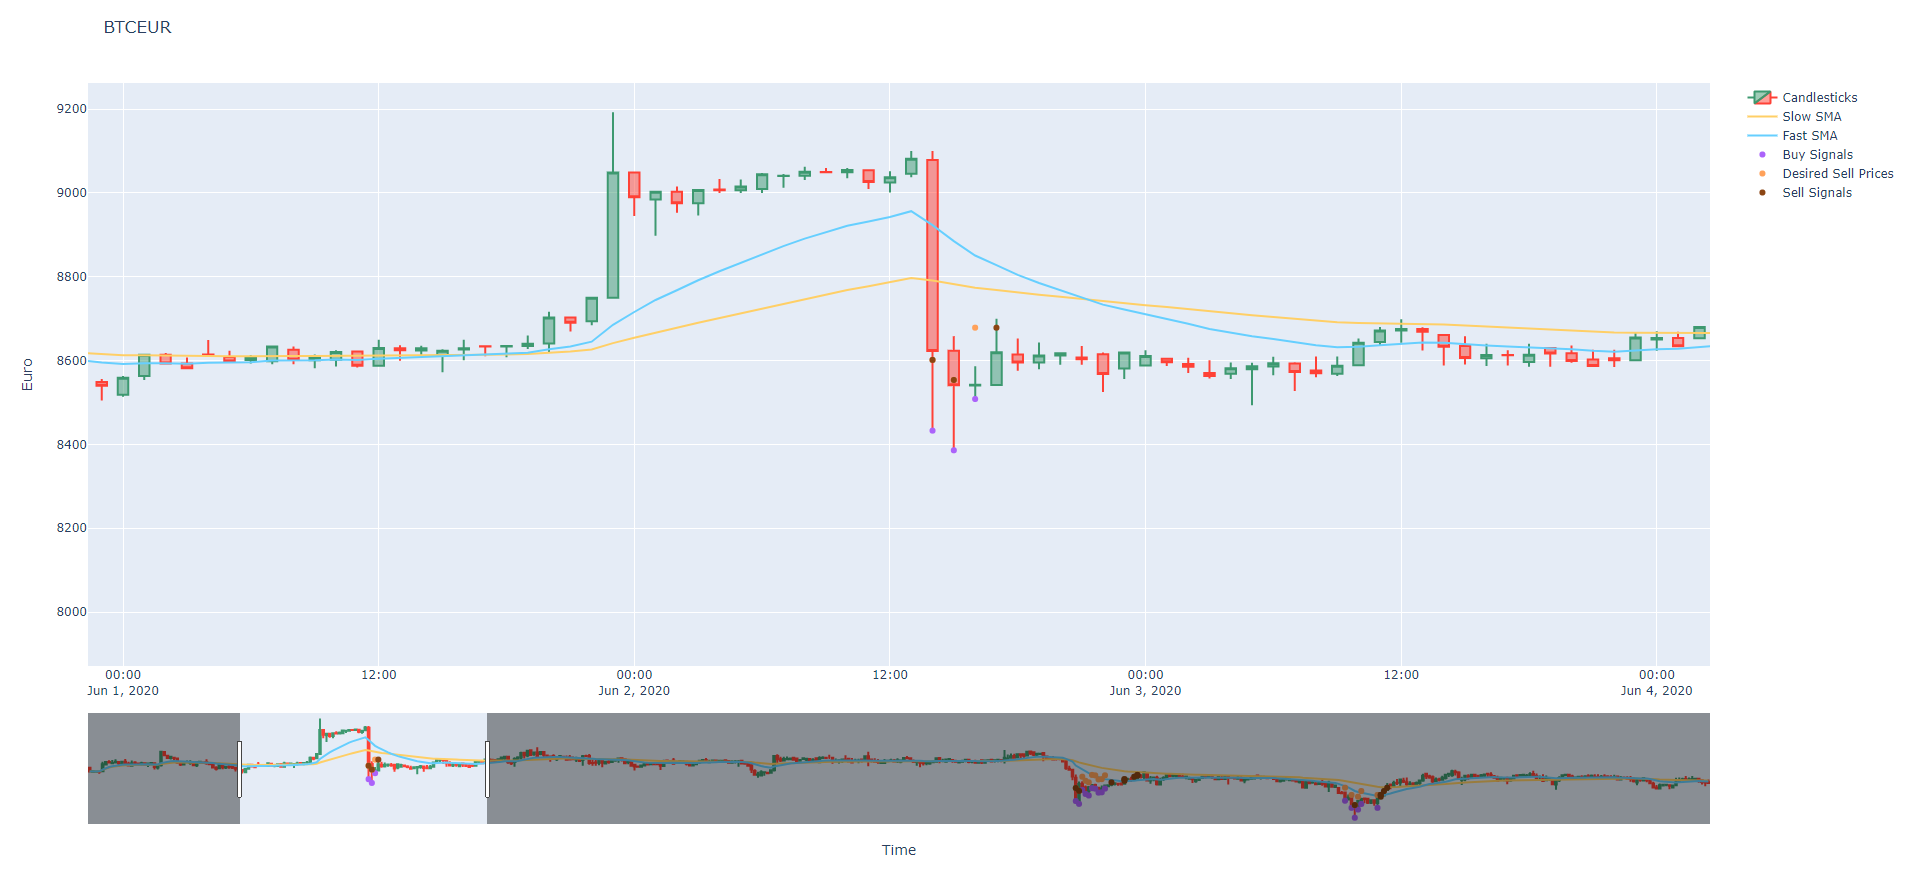 BTCEUR
Candlesticks
Slow SMA
Fast SMA
Buy Signals
Desired Sell Prices
Sell Signals
9200
9000
8800
8600
8400
8200
8000
Euro
00:00 12:00 00:00 12:00 00:00 12:00 00:00
Jun 1, 2020 Jun 2, 2020 Jun 3, 2020 Jun 4, 2020
Time